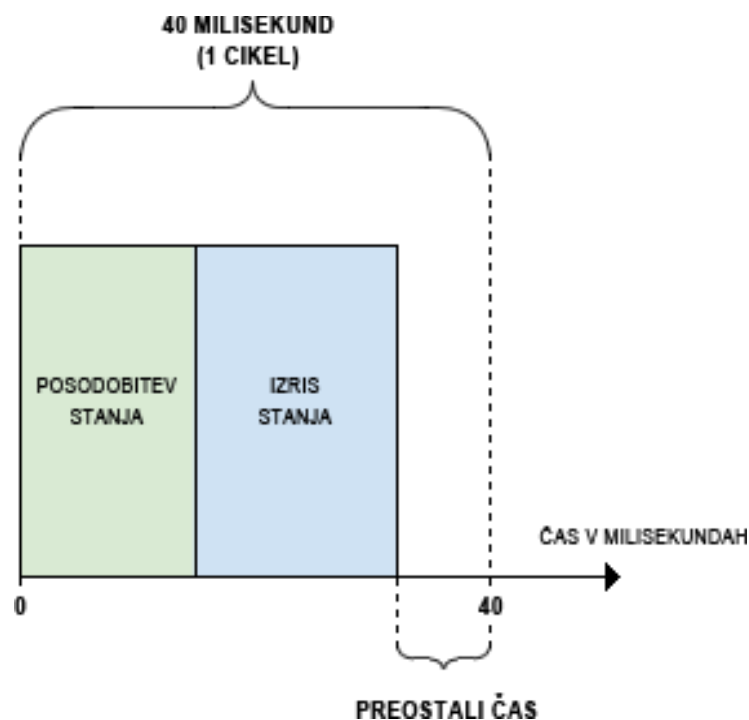 40 MILISEKUND
(1 CIKEL)
POSODOBITEV
STANJA
IZRIS
STANJA
ČAS V MILISEKUNDAH
0
40
PREOSTALI ČAS